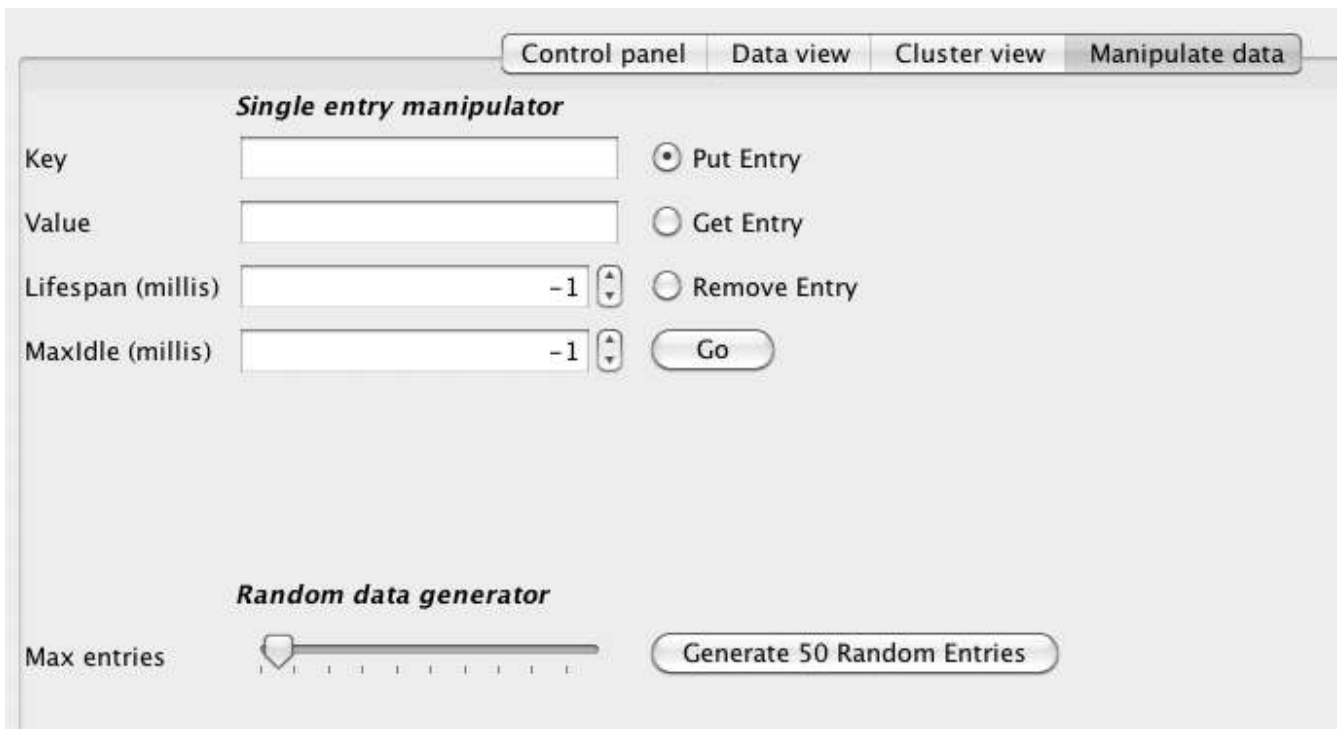 Control panel Data view Cluster view Manipulate data
Single entry manipulator
Key Put Entry
Value Get Entry
Lifespan (millis) -1 Remove Entry
MaxIdle (millis) -1 Go
Random data generator
Max entries Generate 50 Random Entries